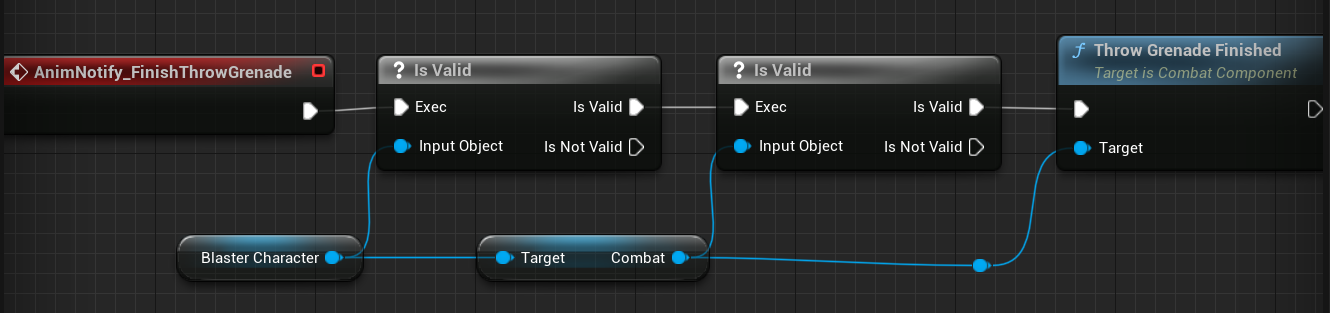 AnimNotify_FinishThrowGrenade
? Is Valid
Exec Is Valid
Input Object Is Not Valid
? Is Valid
Exec Is Valid
Input Object Is Not Valid
f Throw Grenade Finished
Target is Combat Component
Target
Blaster Character
Target Combat